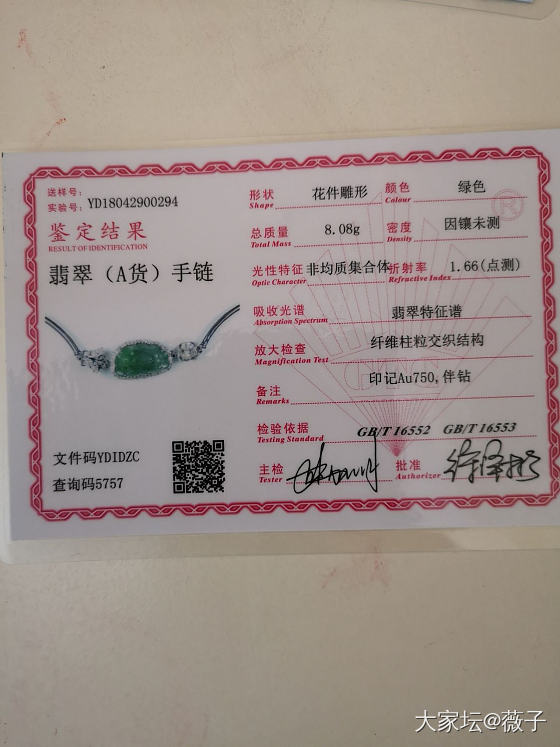 送样号:
实验号: YD18042900294
鉴定结果
RESULT OF IDENTIFICATION
翡翠（A货）手链
文件码YDIDZC
查询码5757
形状 花件雕形 颜色 绿色
Shape Colour
总质量 8.08g 密度 因镶未测
Total Mass Density
光性特征 非均质集合体 折射率 1.66(点测)
Optic Character Refractive Index
吸收光谱 翡翠特征谱
Absorption Spectrum
放大检查 纤维柱粒交织结构
Magnification Test
备注 印记Au750,伴钻
Remarks
检验依据 GB/T 16552 GB/T 16553
Testing Standard
主检 批准
Tester Authorizer
大家坛@薇子